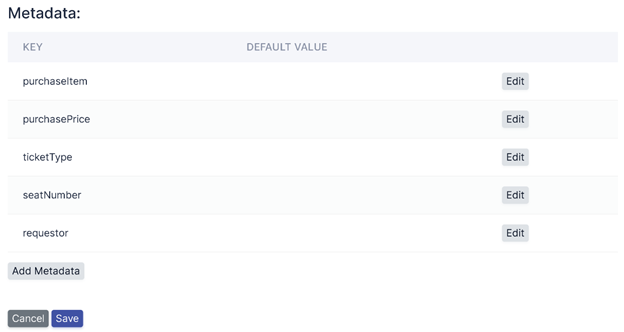 Metadata:
KEY DEFAULT VALUE
purchaseItem Edit
purchasePrice Edit
ticketType Edit
seatNumber Edit
requestor Edit
Add Metadata
Cancel Save